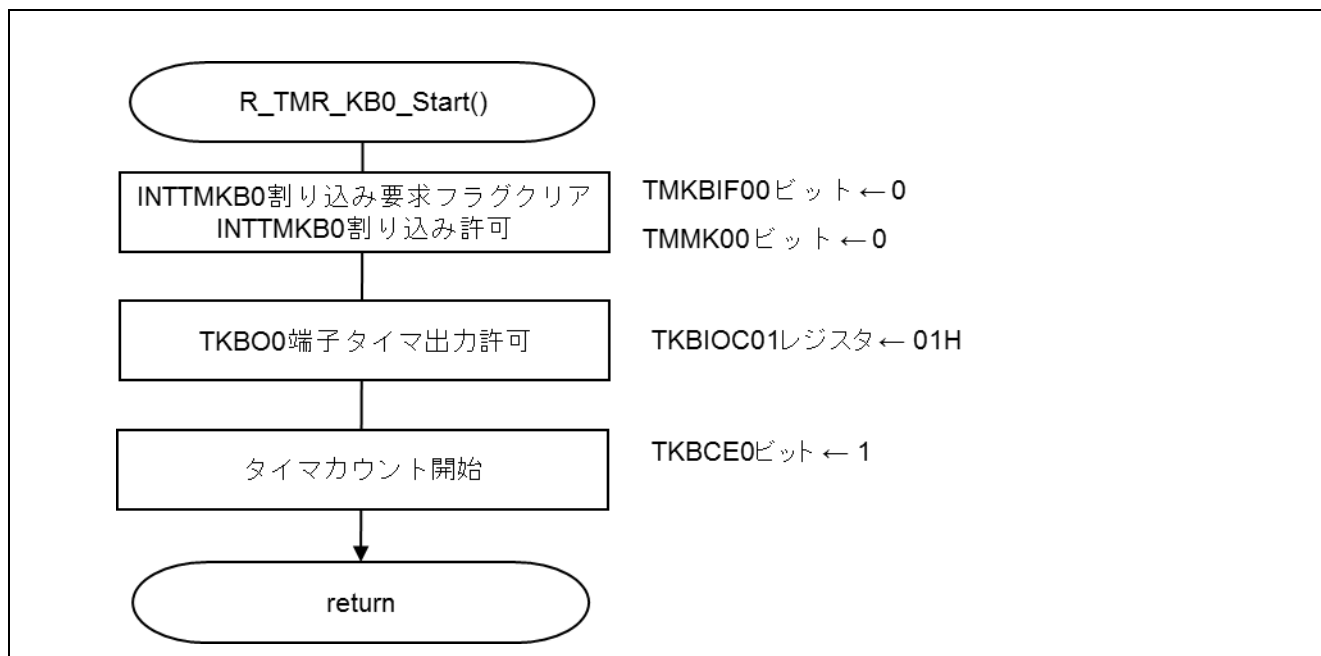 R_TMR_KB0_Start()
INTTMKB0割り込み要求フラグクリア
INTTMKB0割り込み許可
TMKBIF00ビット ← 0
TMMK00ビット ← 0
TKBO0端子タイマ出力許可
TKBIOC01レジスタ ← 01H
タイマカウント開始
TKBCE0ビット ← 1
return